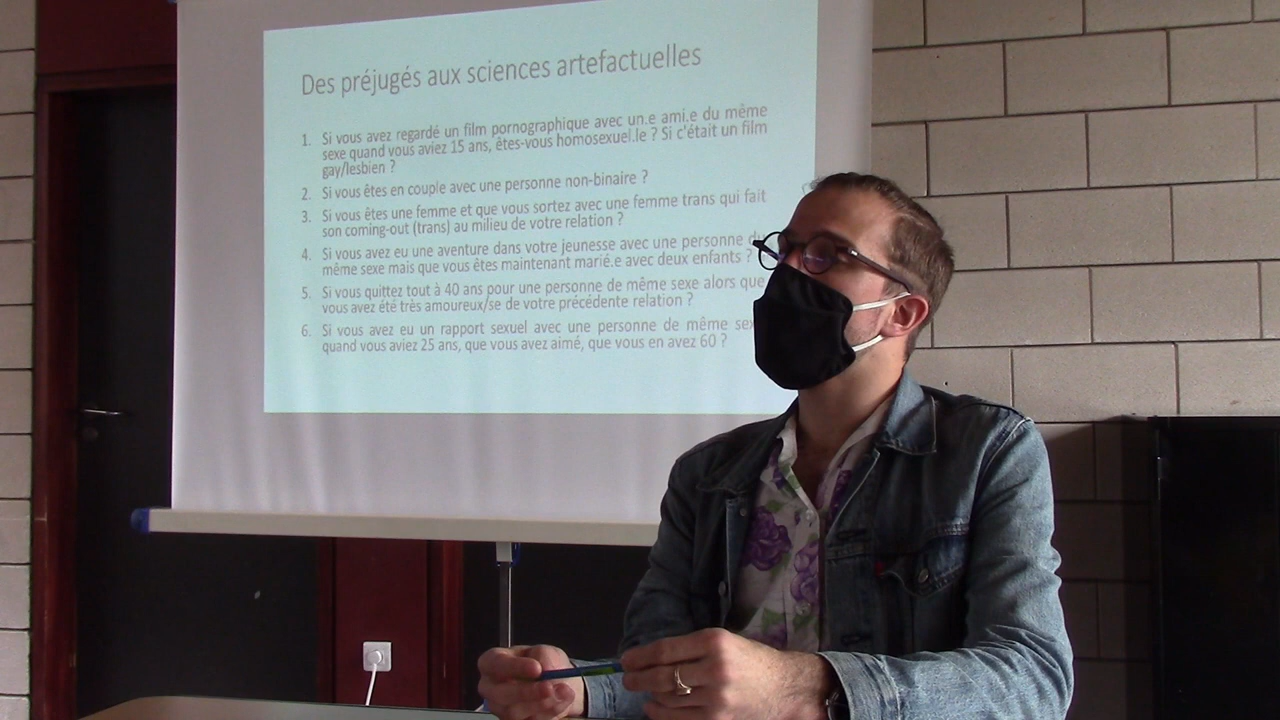 Des préjugés aux sciences artefactuelles
1. Si vous avez regardé un film pornographique avec un.e ami.e du même
sexe quand vous aviez 15 ans, êtes-vous homosexuel.le ? Si c'était un film
gay/lesbien ?
2. Si vous êtes en couple avec une personne non-binaire ?
3. Si vous êtes une femme et que vous sortez avec une femme trans qui fait
son coming-out (trans) au milieu de votre relation ?
4. Si vous avez eu une aventure dans votre jeunesse avec une personne du
même sexe mais que vous êtes maintenant marié.e avec deux enfants ?
5. Si vous quittez tout à 40 ans pour une personne de même sexe alors que
vous avez été très amoureux/se de votre précédente relation ?
6. Si vous avez eu un rapport sexuel avec une personne de même sex
quand vous aviez 25 ans, que vous avez aimé, que vous en avez 60 ?